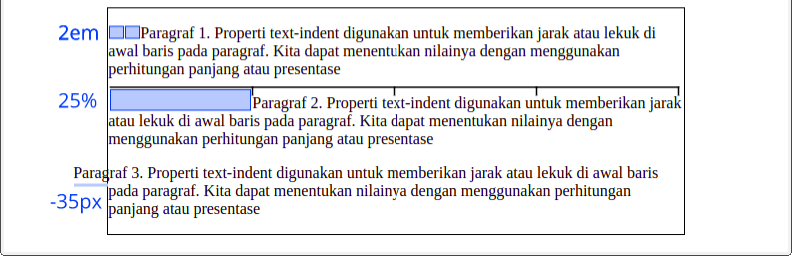 2em Paragraf 1. Properti text-indent digunakan untuk memberikan jarak atau lekuk di
awal baris pada paragraf. Kita dapat menentukan nilainya dengan menggunakan
perhitungan panjang atau presentase
25% Paragraf 2. Properti text-indent digunakan untuk memberikan jarak
atau lekuk di awal baris pada paragraf. Kita dapat menentukan nilainya dengan
menggunakan perhitungan panjang atau presentase
Paragraf 3. Properti text-indent digunakan untuk memberikan jarak atau lekuk di awal baris
pada paragraf. Kita dapat menentukan nilainya dengan menggunakan perhitungan
-35px panjang atau presentase